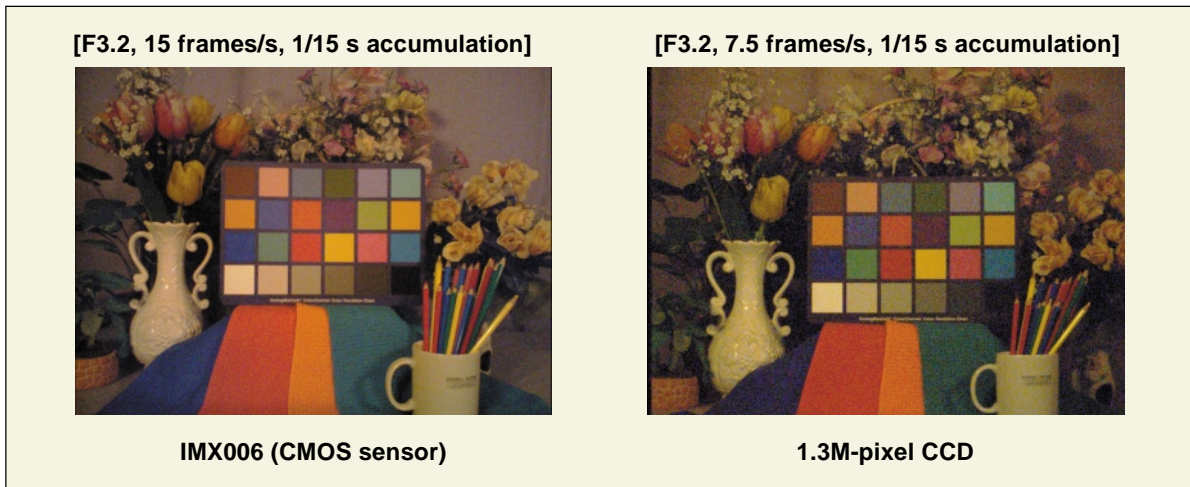 [F3.2, 15 frames/s, 1/15 s accumulation]
[F3.2, 7.5 frames/s, 1/15 s accumulation]
IMX006 (CMOS sensor)
1.3M-pixel CCD